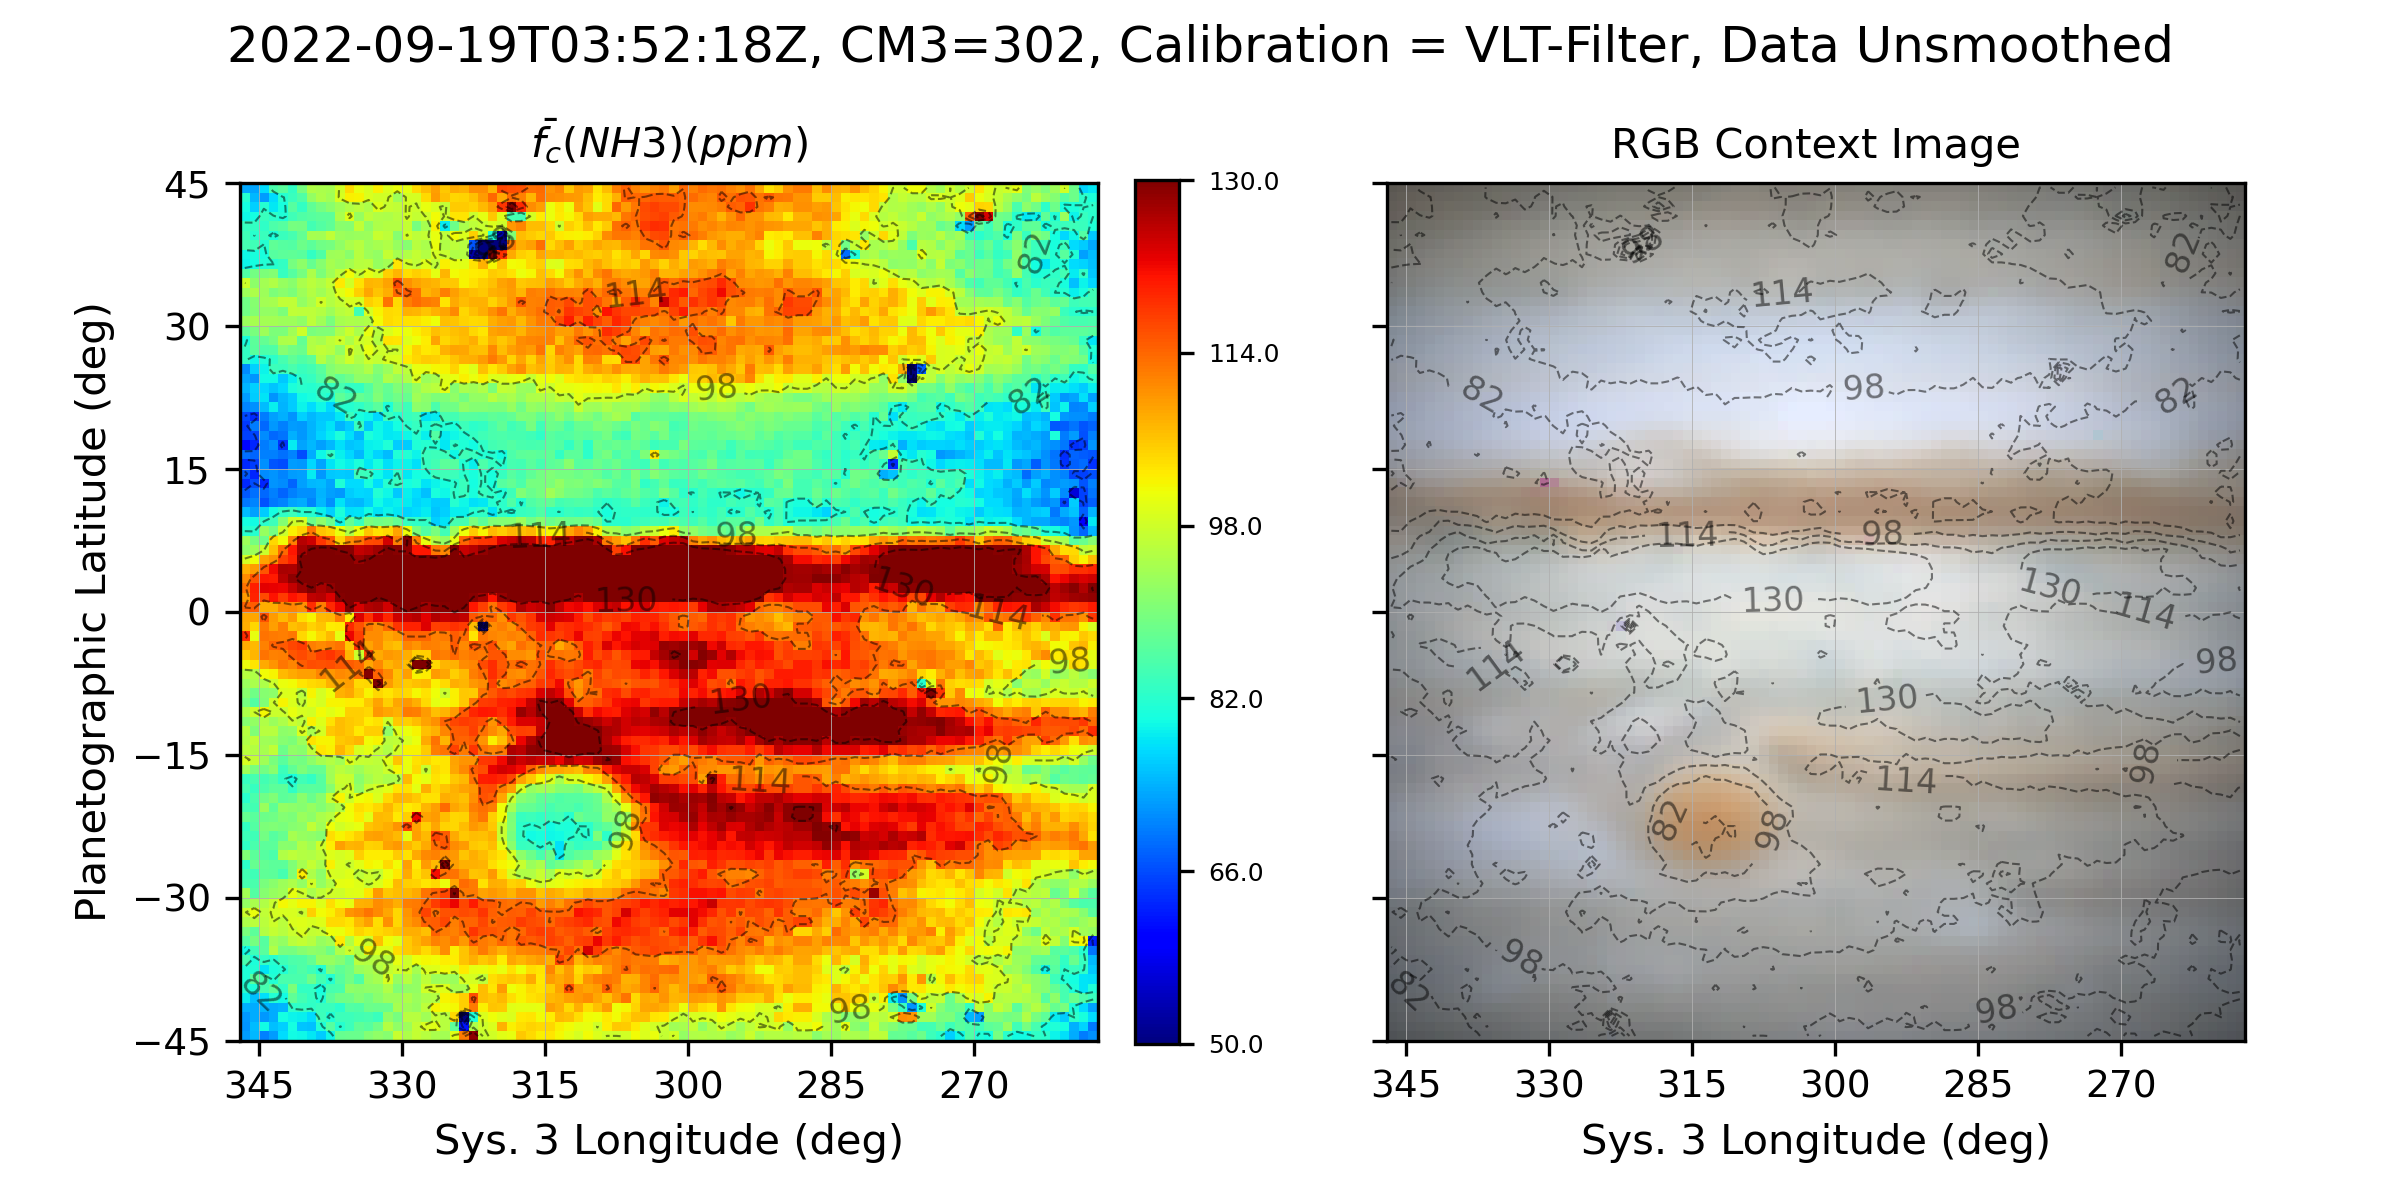 2022-09-19T03:52:18Z, CM3=302, Calibration = VLT-Filter, Data Unsmoothed
f̄c(NH3)(ppm)
RGB Context Image
Planetographic Latitude (deg)
45
30
15
0
−15
−30
−45
345 330 315 300 285 270
Sys. 3 Longitude (deg)
98 82 114 82 98 82
114 98 130 130 114
114 98 130 98 114
98 98 82 98
130.0
114.0
98.0
82.0
66.0
50.0
98 82 114 82 98 82
114 98 130 130 114
114 98 130 98 114
82 98 98 82 98
345 330 315 300 285 270
Sys. 3 Longitude (deg)